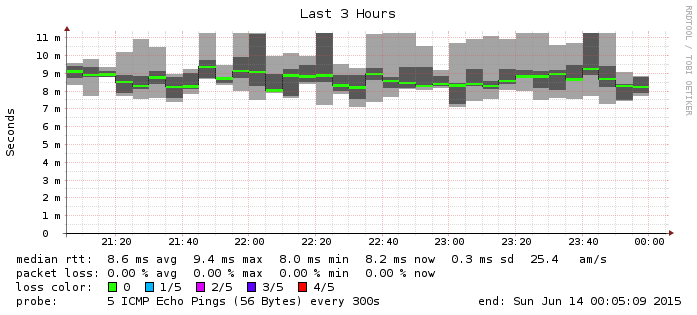 Last 3 Hours
RRDTOOL / TOBI OETIKER
Seconds
11 m
10 m
9 m
8 m
7 m
6 m
5 m
4 m
3 m
2 m
1 m
0
21:20 21:40 22:00 22:20 22:40 23:00 23:20 23:40 00:00
median rtt: 8.6 ms avg 9.4 ms max 8.0 ms min 8.2 ms now 0.3 ms sd 25.4 am/s
packet loss: 0.00 % avg 0.00 % max 0.00 % min 0.00 % now
loss color: 0 1/5 2/5 3/5 4/5
probe: 5 ICMP Echo Pings (56 Bytes) every 300s end: Sun Jun 14 00:05:09 2015